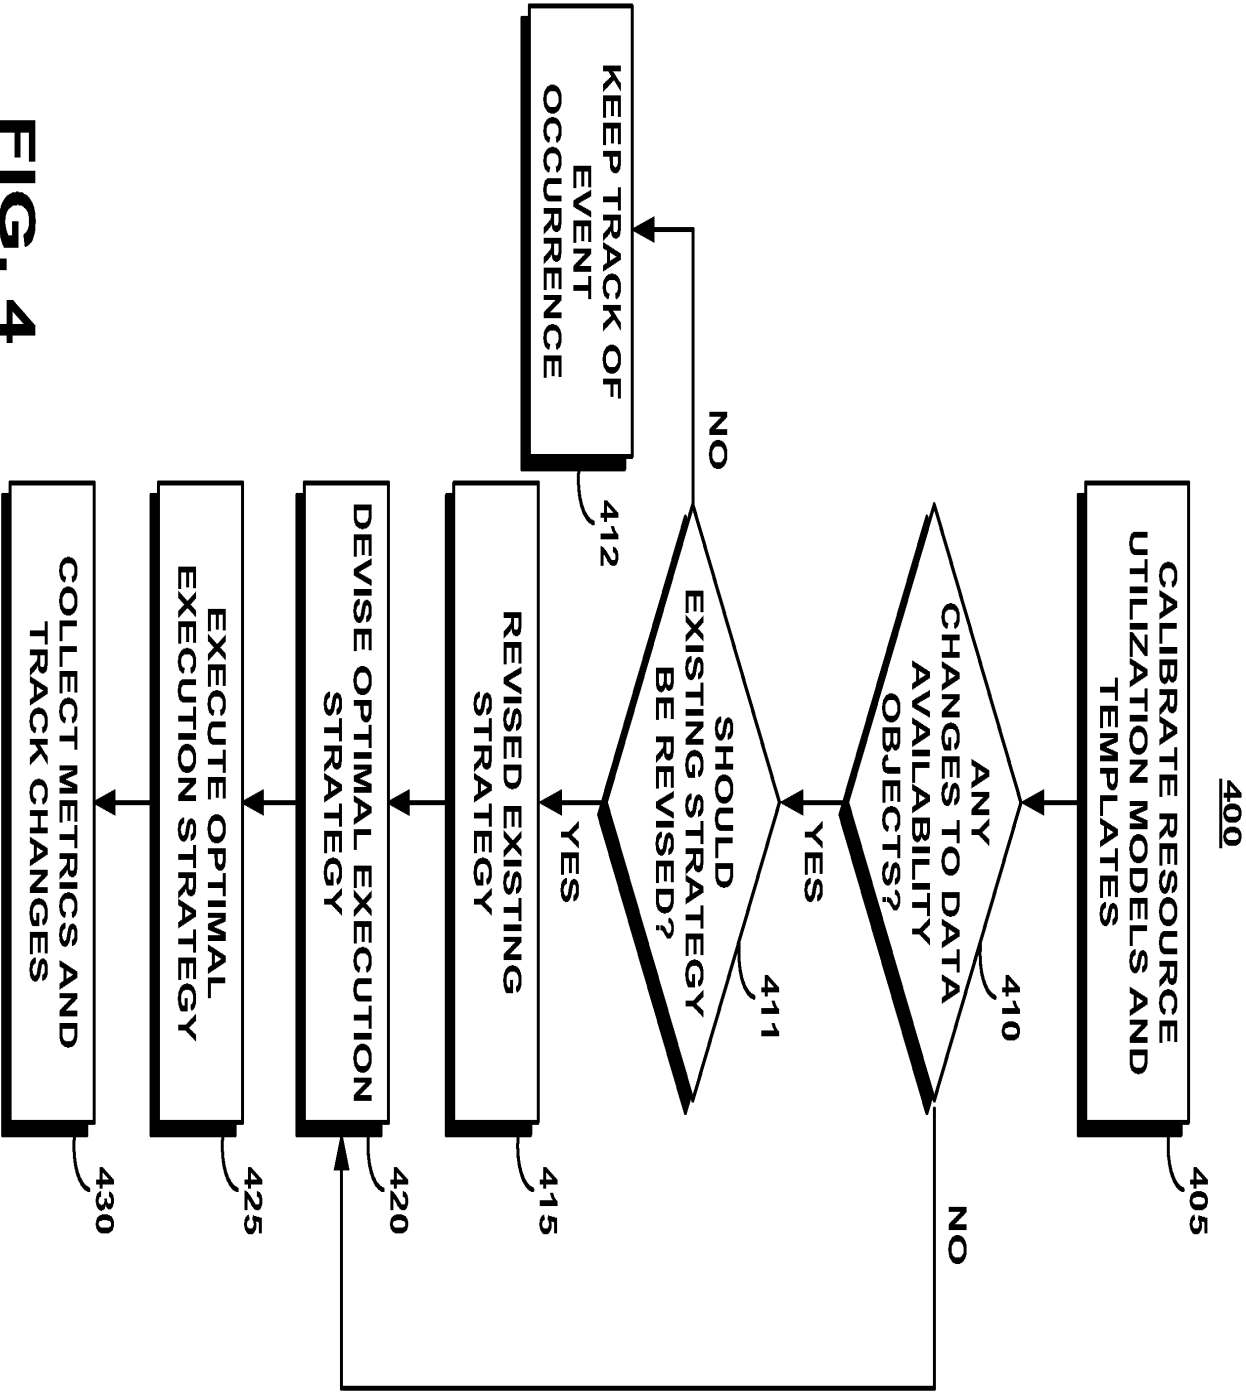 400
CALIBRATE RESOURCE
UTILIZATION MODELS AND
TEMPLATES
405
ANY
CHANGES TO DATA
AVAILABILITY
OBJECTS?
410
NO
YES
SHOULD
EXISTING STRATEGY
BE REVISED?
411
NO
YES
KEEP TRACK OF
EVENT
OCCURRENCE
412
REVISED EXISTING
STRATEGY
415
DEVISE OPTIMAL EXECUTION
STRATEGY
420
EXECUTE OPTIMAL
EXECUTION STRATEGY
425
COLLECT METRICS AND
TRACK CHANGES
430
FIG. 4